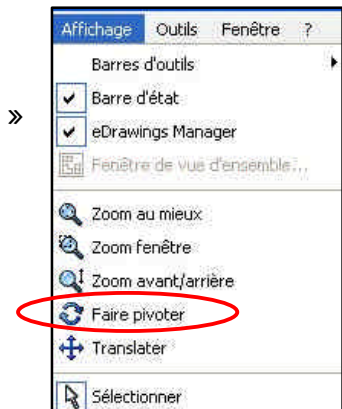 Affichage Outils Fenêtre ?
Barres d'outils
»
Barre d'état
eDrawings Manager
Fenêtre de vue d'ensemble...
Zoom au mieux
Zoom fenêtre
Zoom avant/arrière
Faire pivoter
Translater
Sélectionner